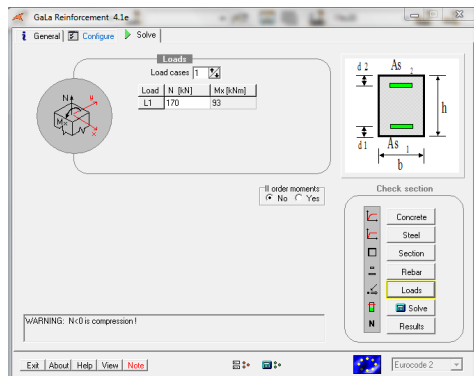 GaLa Reinforcement 4.1e
General Configure Solve
Loads
Load cases 1
Load N [kN] Mx [kNm]
L1 170 93
N
y
Mx
x
d 2 As 2
h
d 1 As 1
b
II order moments
No Yes
Check section
Concrete
Steel
Section
Rebar
Loads
Solve
N Results
WARNING: N<0 is compression !
Exit About Help View Note Eurocode 2